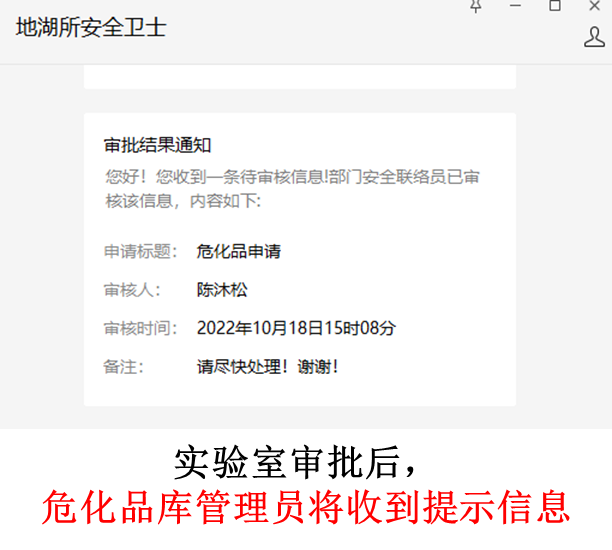 地湖所安全卫士
审批结果通知
您好！您收到一条待审核信息!部门安全联络员已审
核该信息，内容如下:
申请标题： 危化品申请
审核人： 陈沐松
审核时间： 2022年10月18日15时08分
备注： 请尽快处理！谢谢！
实验室审批后，
危化品库管理员将收到提示信息